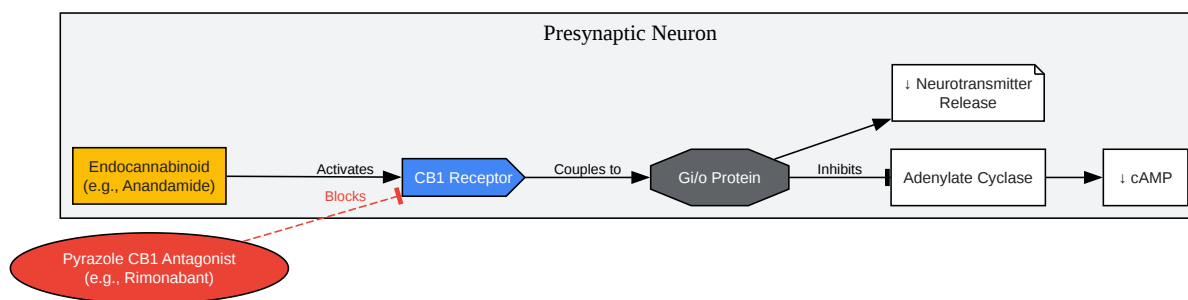 Presynaptic Neuron
↓ Neurotransmitter
Release
Endocannabinoid
(e.g., Anandamide)
Activates
CB1 Receptor
Couples to
Gi/o Protein
Inhibits
Adenylate Cyclase
↓ cAMP
Blocks
Pyrazole CB1 Antagonist
(e.g., Rimonabant)